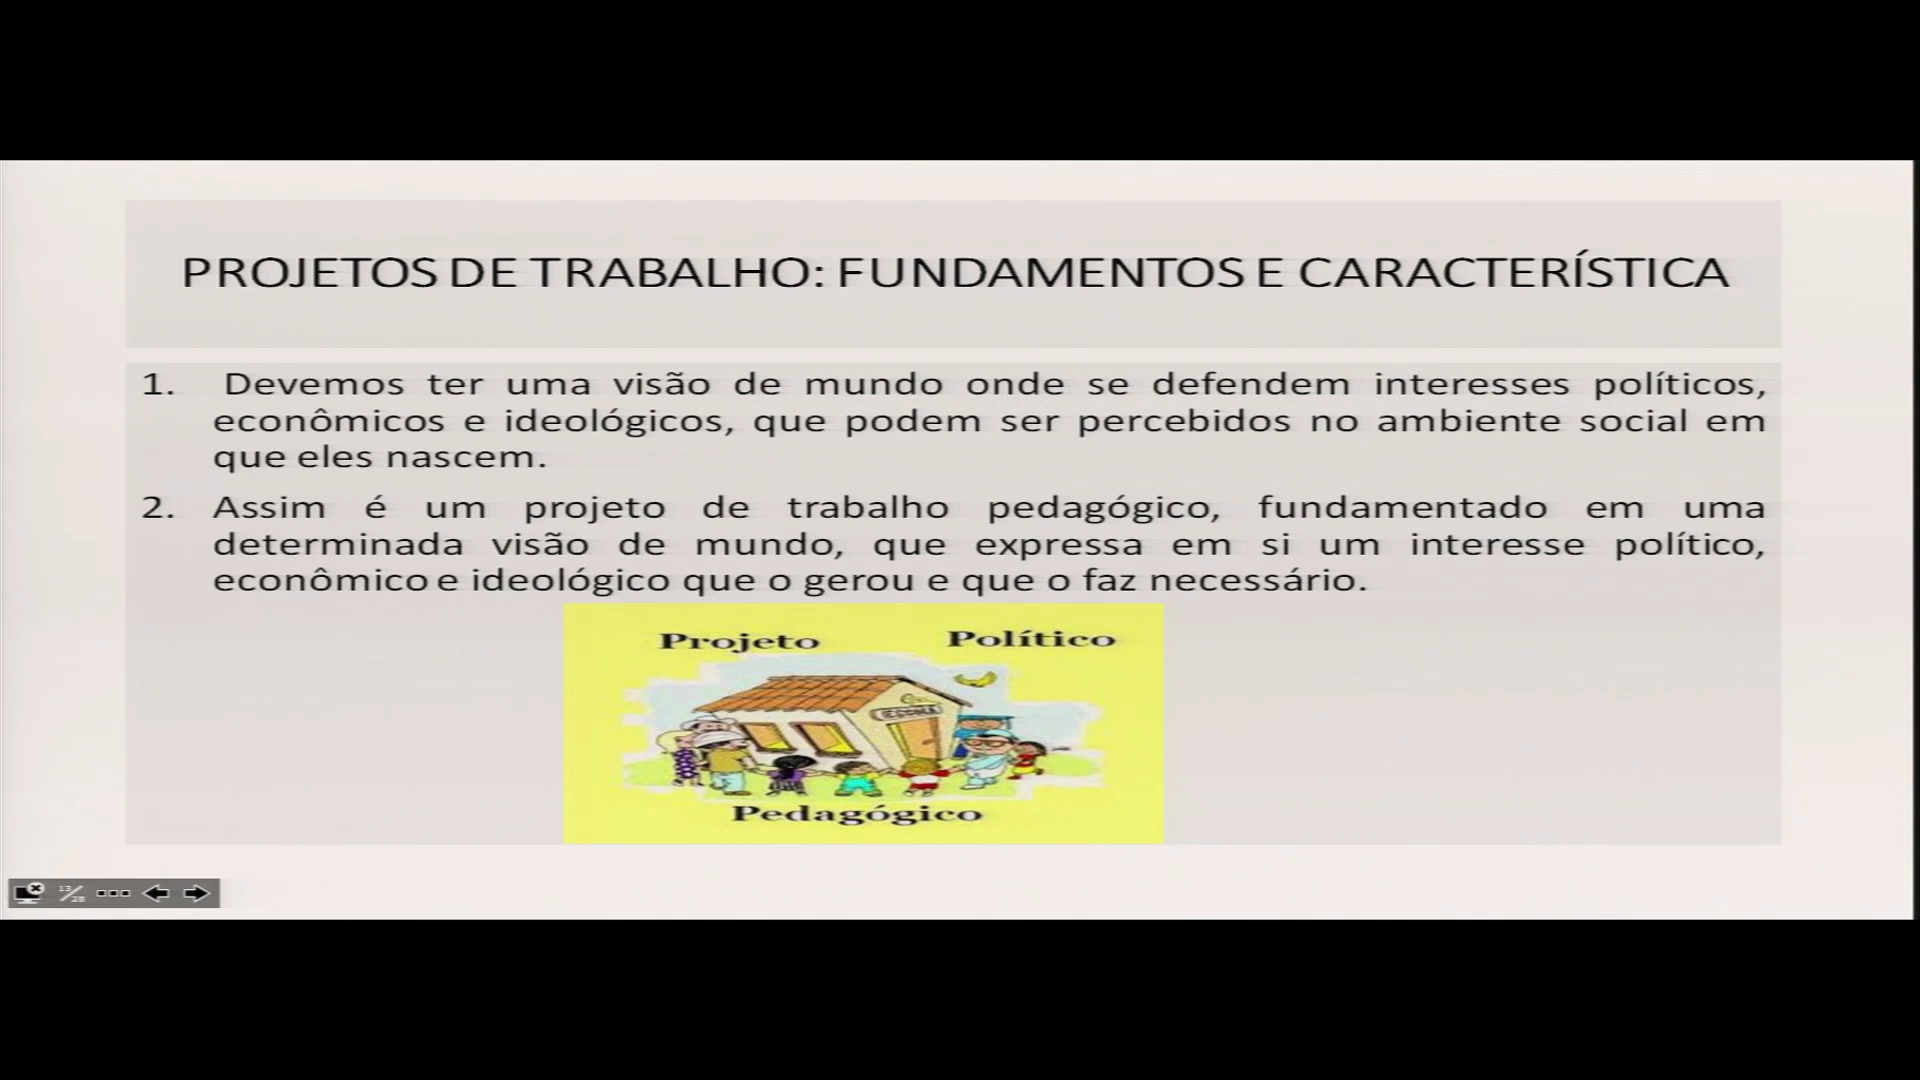 PROJETOS DE TRABALHO: FUNDAMENTOS E CARACTERÍSTICA
1. Devemos ter uma visão de mundo onde se defendem interesses políticos,
econômicos e ideológicos, que podem ser percebidos no ambiente social em
que eles nascem.
2. Assim é um projeto de trabalho pedagógico, fundamentado em uma
determinada visão de mundo, que expressa em si um interesse político,
econômico e ideológico que o gerou e que o faz necessário.
Projeto Político
ESCOLA
Pedagógico
13/28